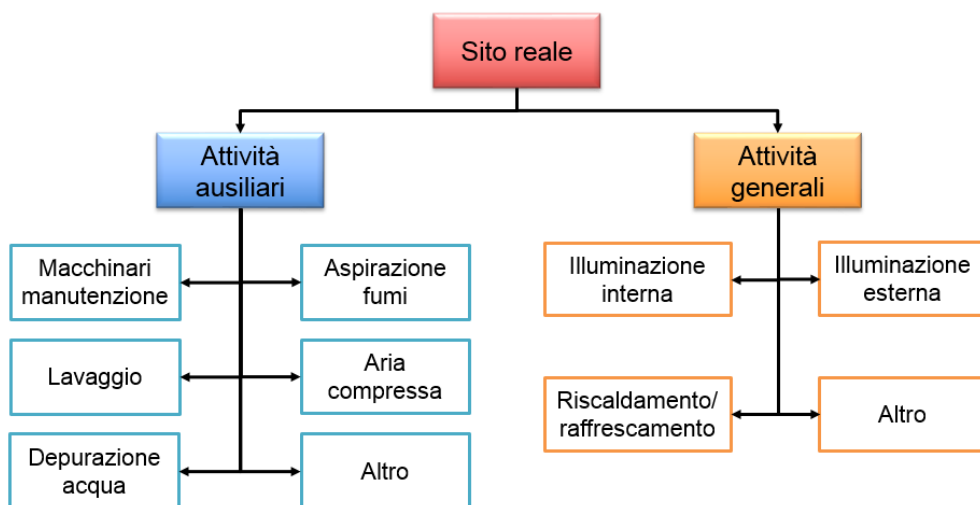 Sito reale
Attività
ausiliari
Attività
generali
Macchinari
manutenzione
Aspirazione
fumi
Lavaggio
Aria
compressa
Depurazione
acqua
Altro
Illuminazione
interna
Illuminazione
esterna
Riscaldamento/
raffrescamento
Altro